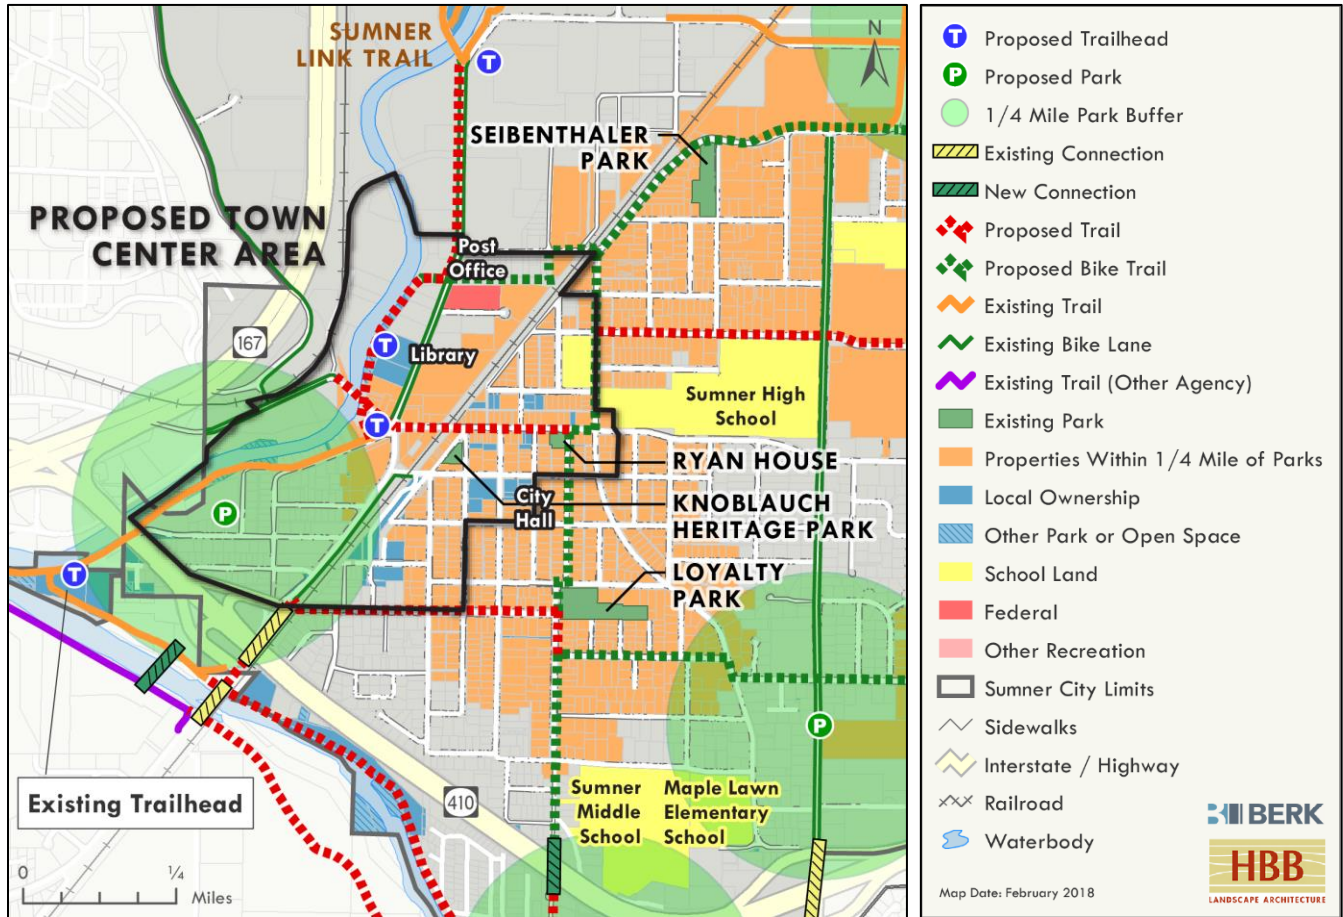 SUMNER
LINK TRAIL
T
N
SEIBENTHALER
PARK
PROPOSED TOWN
CENTER AREA
Post
Office
167
T
Library
Sumner High
School
T
RYAN HOUSE
KNOBLAUCH
HERITAGE PARK
City
Hall
P
LOYALTY
PARK
T
P
Existing Trailhead
410
Sumner
Middle
School
Maple Lawn
Elementary
School
0 ¼
Miles
T Proposed Trailhead
P Proposed Park
1/4 Mile Park Buffer
Existing Connection
New Connection
Proposed Trail
Proposed Bike Trail
Existing Trail
Existing Bike Lane
Existing Trail (Other Agency)
Existing Park
Properties Within 1/4 Mile of Parks
Local Ownership
Other Park or Open Space
School Land
Federal
Other Recreation
Sumner City Limits
Sidewalks
Interstate / Highway
Railroad
Waterbody
BERK
HBB
LANDSCAPE ARCHITECTURE
Map Date: February 2018